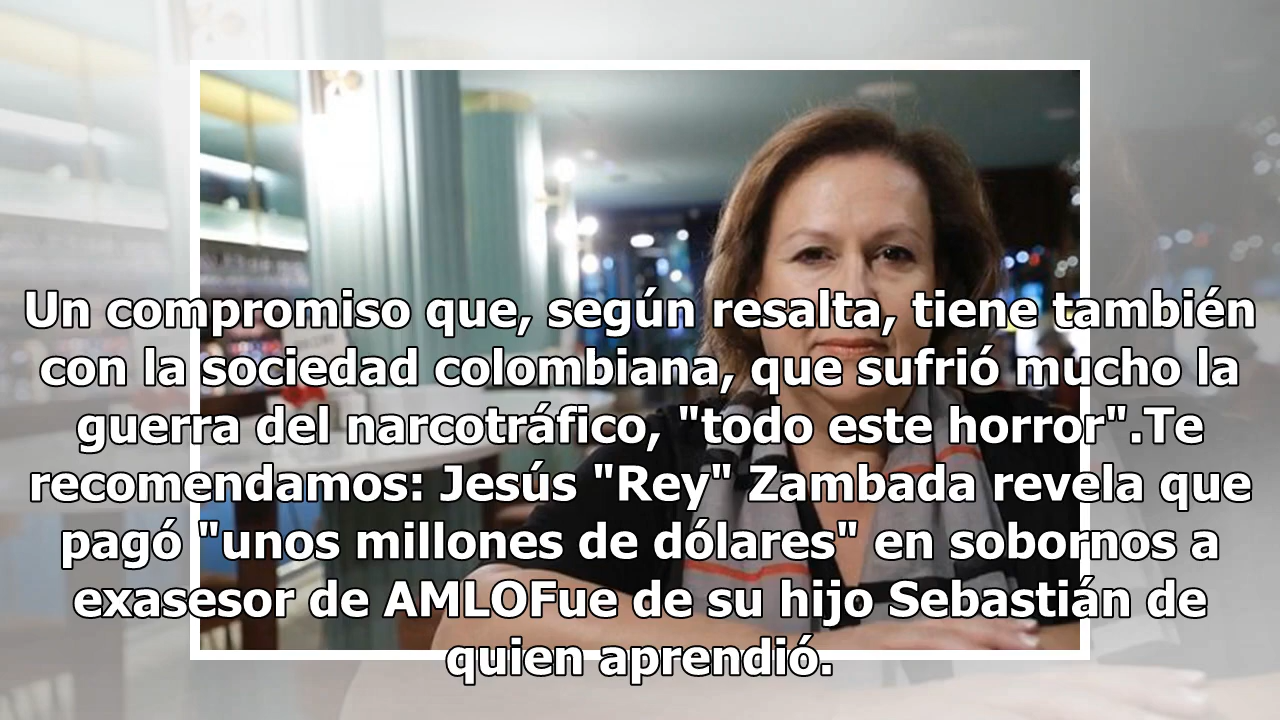 Un compromiso que, según resalta, tiene también
con la sociedad colombiana, que sufrió mucho la
guerra del narcotráfico, "todo este horror".Te
recomendamos: Jesús "Rey" Zambada revela que
pagó "unos millones de dólares" en sobornos a
exasesor de AMLOFue de su hijo Sebastián de
quien aprendió.